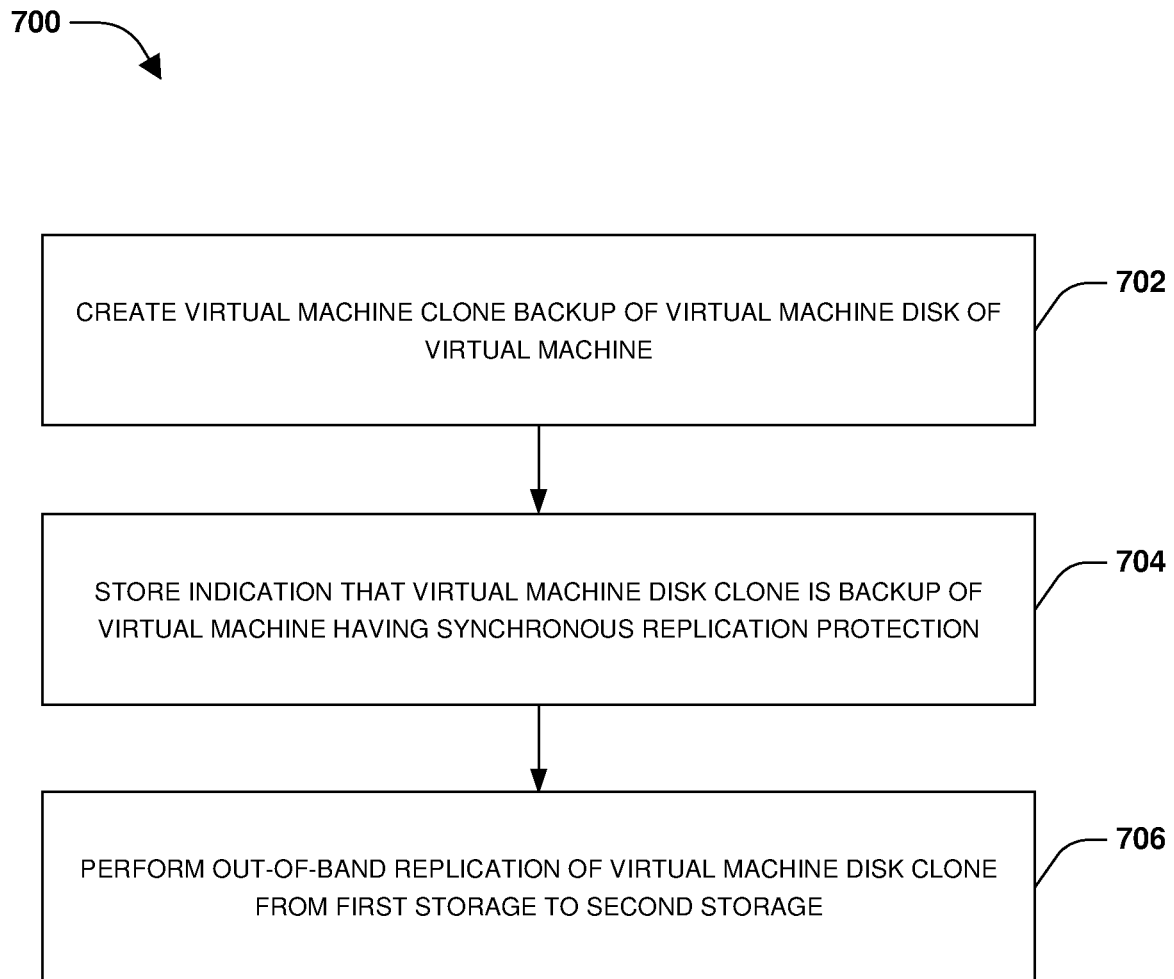 700
CREATE VIRTUAL MACHINE CLONE BACKUP OF VIRTUAL MACHINE DISK OF
VIRTUAL MACHINE
702
STORE INDICATION THAT VIRTUAL MACHINE DISK CLONE IS BACKUP OF
VIRTUAL MACHINE HAVING SYNCHRONOUS REPLICATION PROTECTION
704
PERFORM OUT-OF-BAND REPLICATION OF VIRTUAL MACHINE DISK CLONE
FROM FIRST STORAGE TO SECOND STORAGE
706